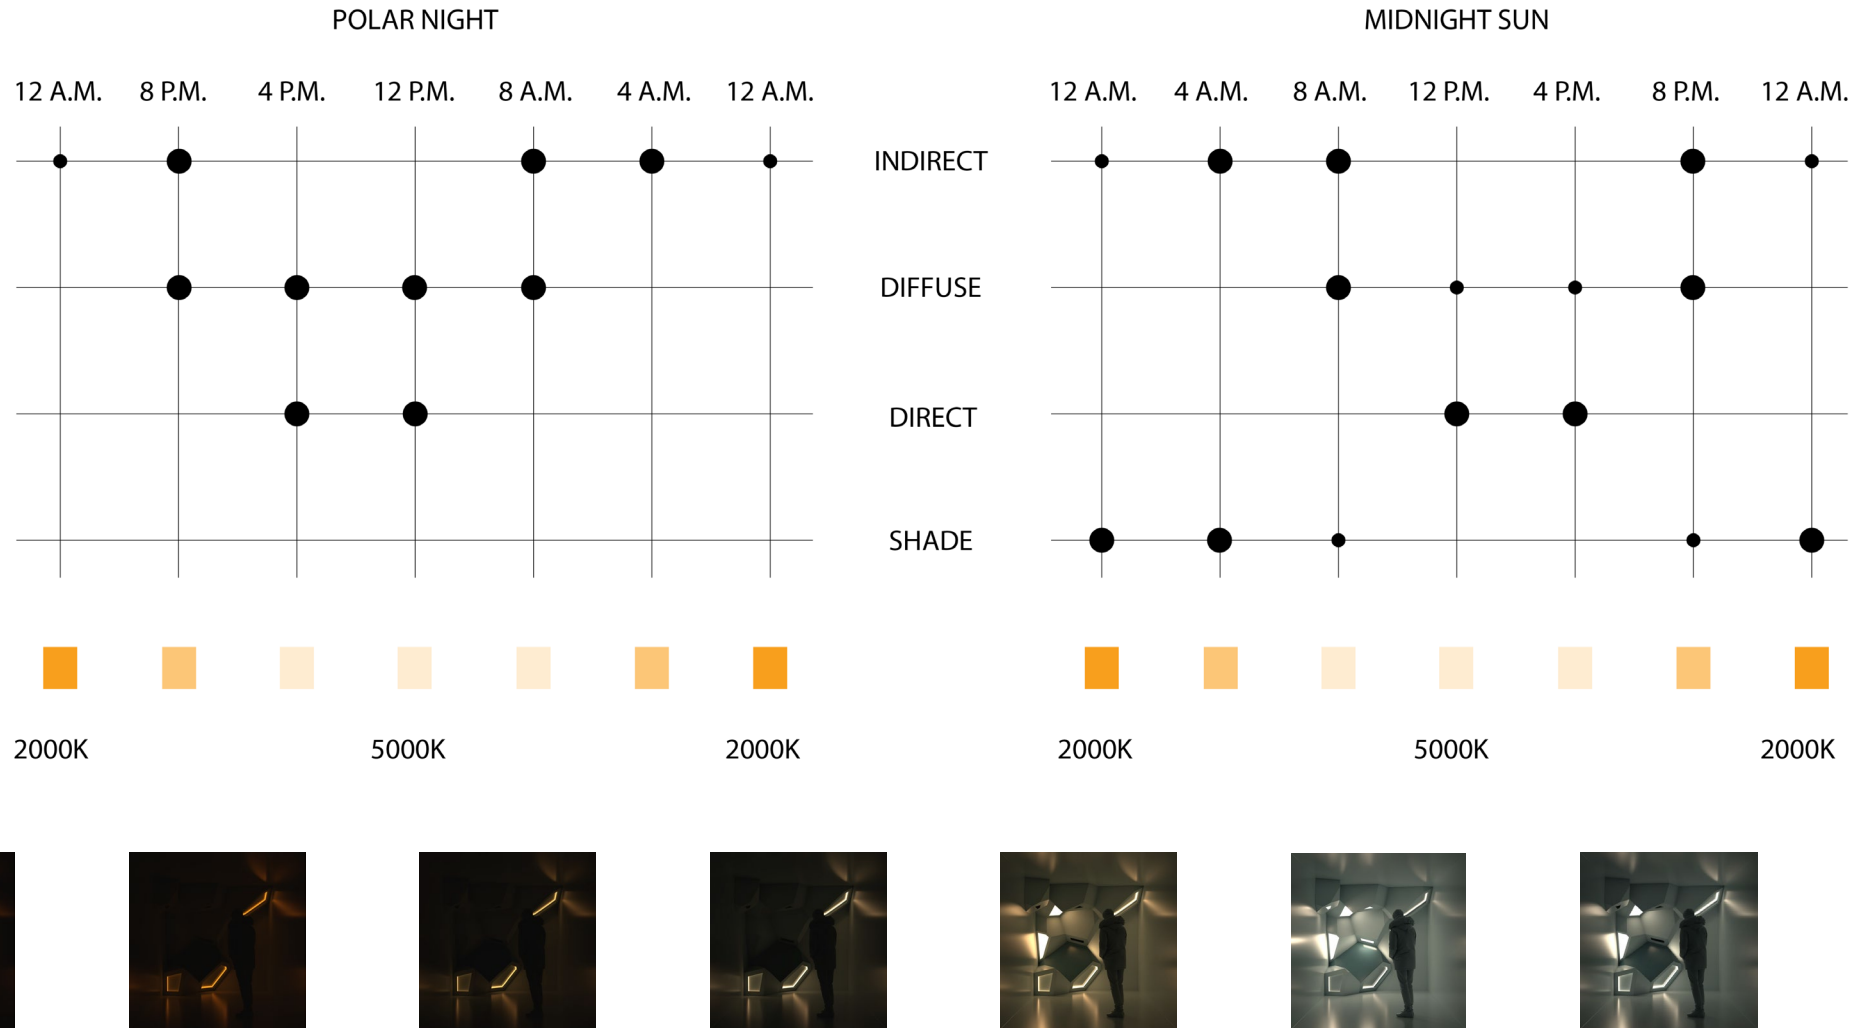 POLAR NIGHT
MIDNIGHT SUN
12 A.M. 8 P.M. 4 P.M. 12 P.M. 8 A.M. 4 A.M. 12 A.M.
12 A.M. 4 A.M. 8 A.M. 12 P.M. 4 P.M. 8 P.M. 12 A.M.
INDIRECT
DIFFUSE
DIRECT
SHADE
2000K 5000K 2000K
2000K 5000K 2000K